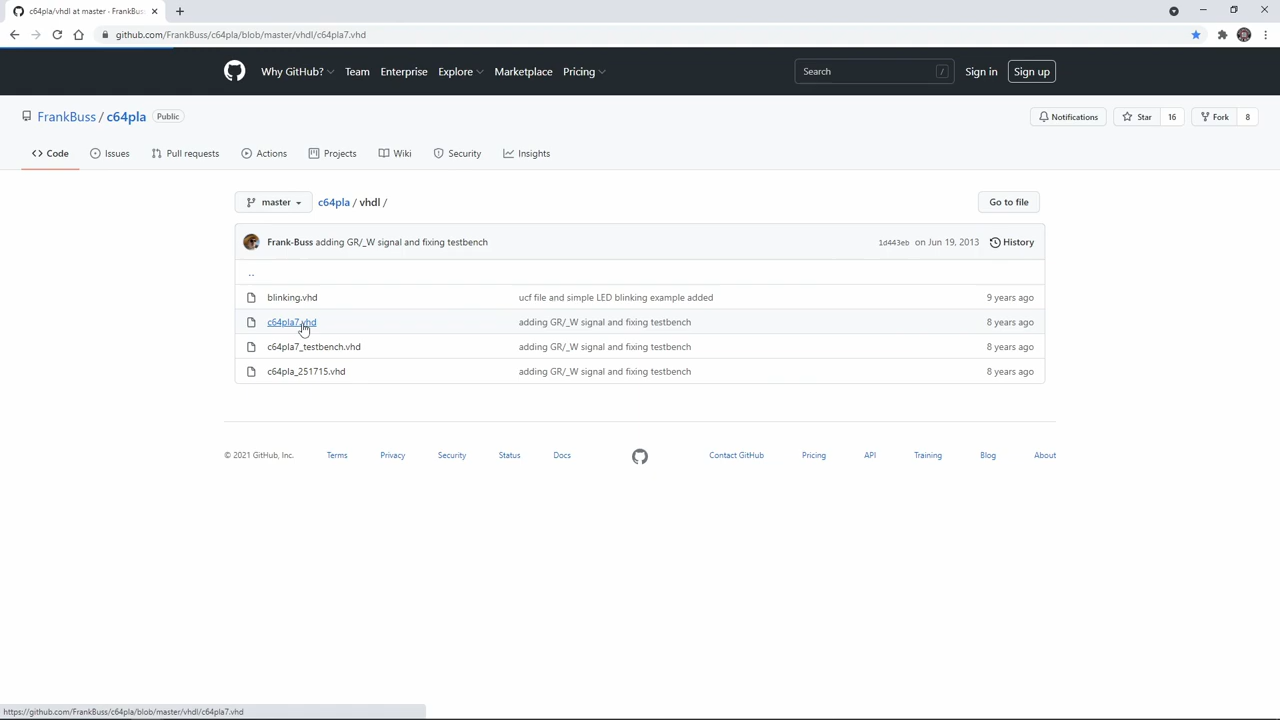 c64pla/vhdl at master · FrankBus
github.com/FrankBuss/c64pla/blob/master/vhdl/c64pla7.vhd
Why GitHub? Team Enterprise Explore Marketplace Pricing Search / Sign in Sign up
FrankBuss / c64pla Public Notifications Star 16 Fork 8
Code Issues Pull requests Actions Projects Wiki Security Insights
master c64pla / vhdl / Go to file
Frank-Buss adding GR/_W signal and fixing testbench 1d443eb on Jun 19, 2013 History
..
blinking.vhd ucf file and simple LED blinking example added 9 years ago
c64pla7.vhd adding GR/_W signal and fixing testbench 8 years ago
c64pla7_testbench.vhd adding GR/_W signal and fixing testbench 8 years ago
c64pla_251715.vhd adding GR/_W signal and fixing testbench 8 years ago
© 2021 GitHub, Inc. Terms Privacy Security Status Docs Contact GitHub Pricing API Training Blog About
https://github.com/FrankBuss/c64pla/blob/master/vhdl/c64pla7.vhd